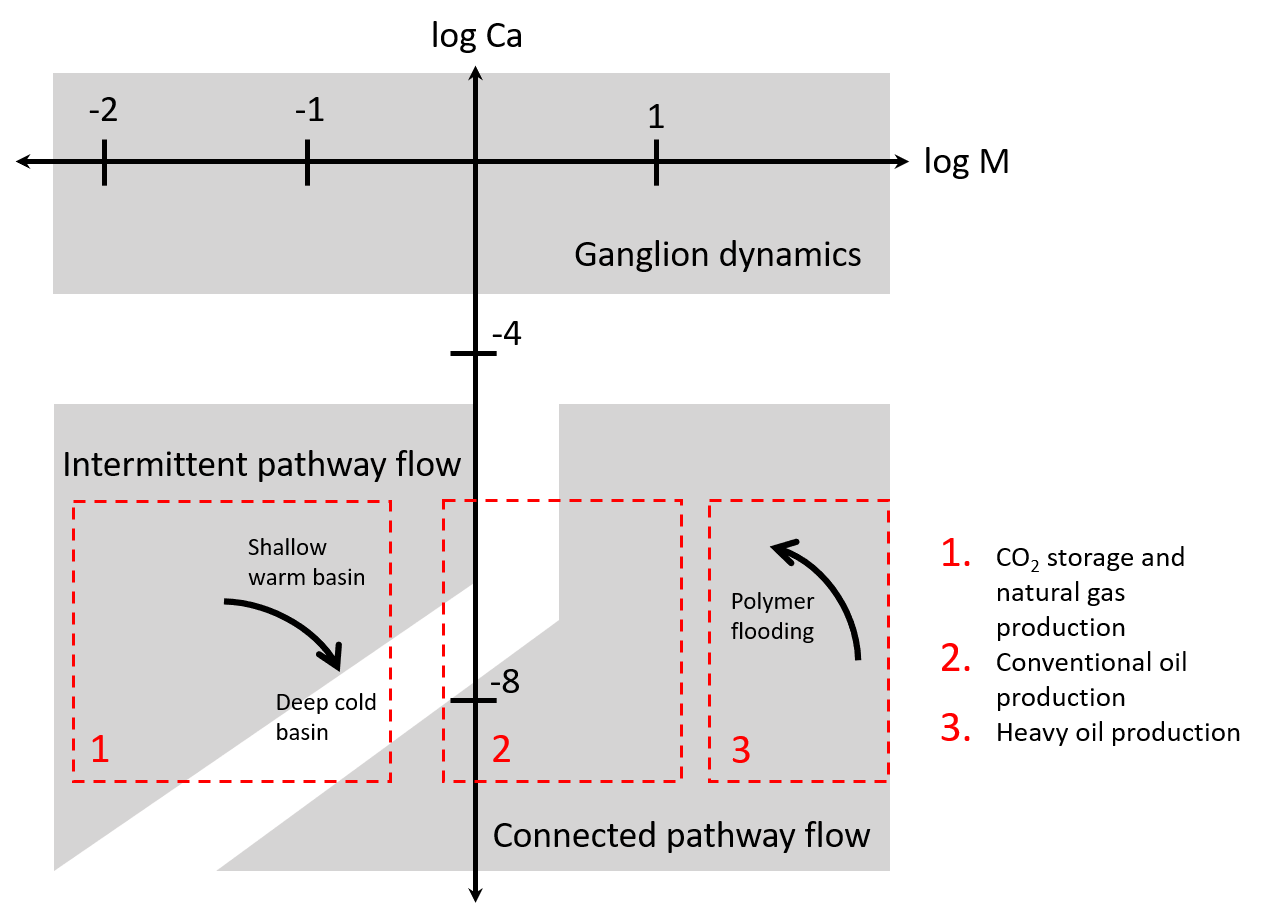 log Ca
-2
-1
1
log M
Ganglion dynamics
-4
Intermittent pathway flow
Shallow
warm basin
Deep cold
basin
1
-8
2
Polymer
flooding
3
Connected pathway flow
1. CO₂ storage and
natural gas
production
2. Conventional oil
production
3. Heavy oil production